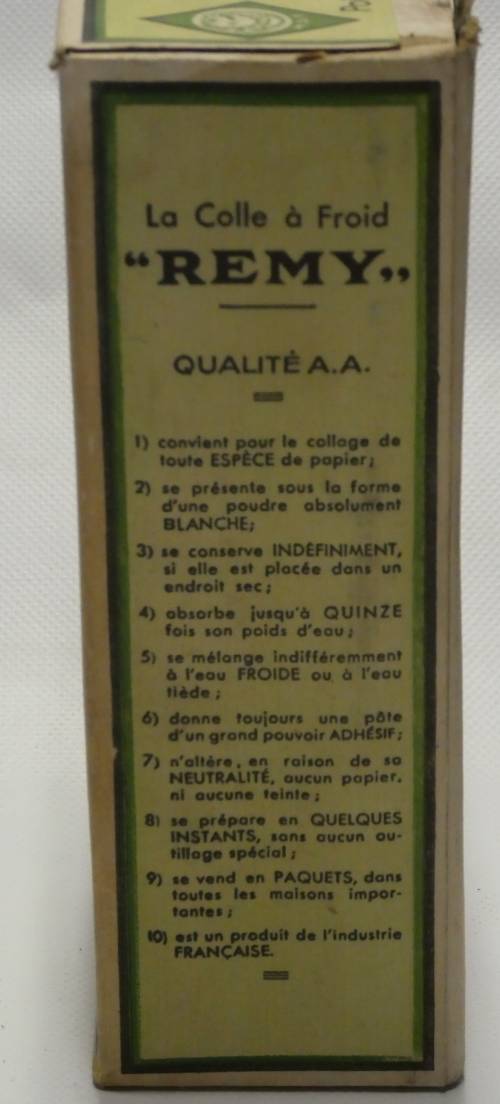 La Colle à Froid
“REMY„
QUALITÉ A.A.
1) convient pour le collage de
toute ESPÈCE de papier;
2) se présente sous la forme
d'une poudre absolument
BLANCHE;
3) se conserve INDÉFINIMENT,
si elle est placée dans un
endroit sec;
4) absorbe jusqu'à QUINZE
fois son poids d'eau;
5) se mélange indifféremment
à l'eau FROIDE ou à l'eau
tiède;
6) donne toujours une pâte
d'un grand pouvoir ADHÉSIF;
7) n'altère, en raison de sa
NEUTRALITÉ, aucun papier,
ni aucune teinte;
8) se prépare en QUELQUES
INSTANTS, sans aucun ou-
tillage spécial;
9) se vend en PAQUETS, dans
toutes les maisons impor-
tantes;
10) est un produit de l'industrie
FRANÇAISE.